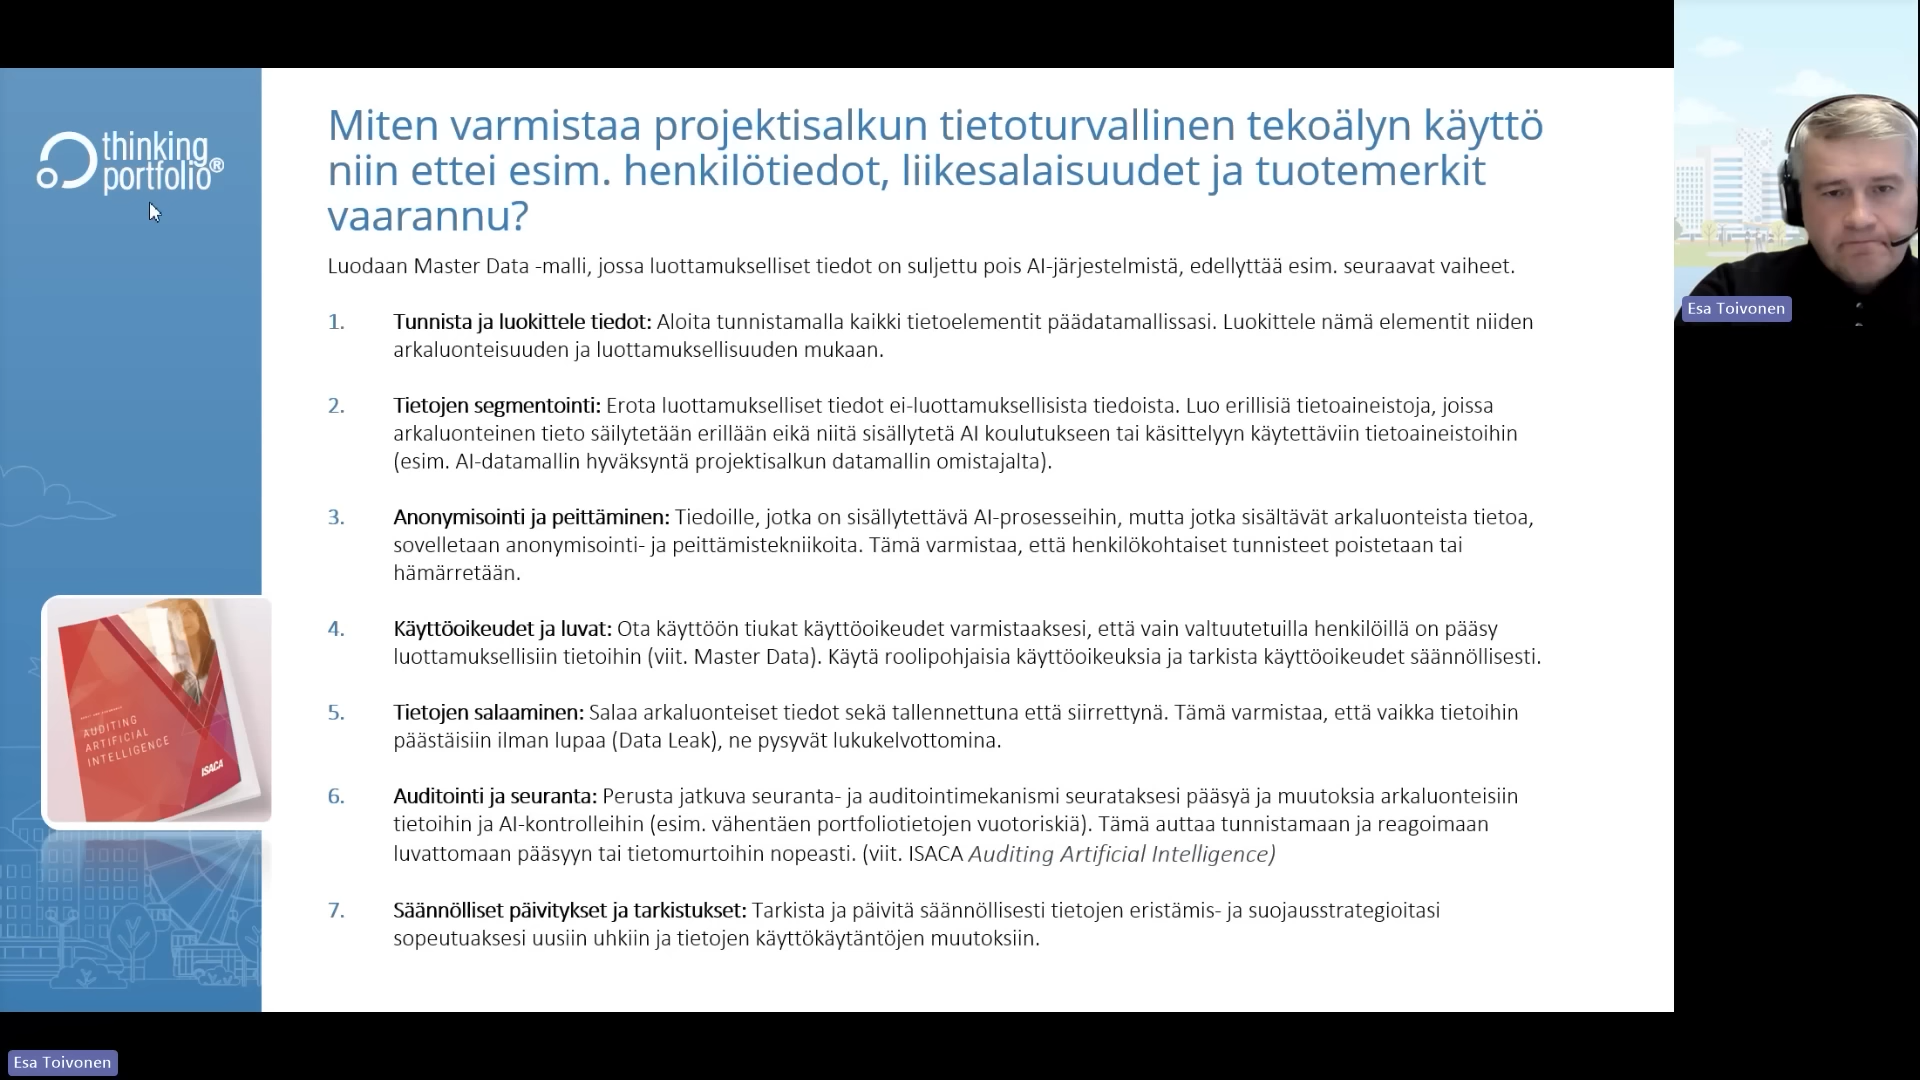 thinking
portfolio®
Miten varmistaa projektisalkun tietoturvallinen tekoälyn käyttö
niin ettei esim. henkilötiedot, liikesalaisuudet ja tuotemerkit
vaarannu?
Luodaan Master Data -malli, jossa luottamukselliset tiedot on suljettu pois AI-järjestelmistä, edellyttää esim. seuraavat vaiheet.
1. Tunnista ja luokittele tiedot: Aloita tunnistamalla kaikki tietoelementit päädatamallissasi. Luokittele nämä elementit niiden
arkaluonteisuuden ja luottamuksellisuuden mukaan.
2. Tietojen segmentointi: Erota luottamukselliset tiedot ei-luottamuksellisista tiedoista. Luo erillisiä tietoaineistoja, joissa
arkaluonteinen tieto säilytetään erillään eikä niitä sisällytetä AI koulutukseen tai käsittelyyn käytettäviin tietoaineistoihin
(esim. AI-datamallin hyväksyntä projektisalkun datamallin omistajalta).
3. Anonymisointi ja peittäminen: Tiedoille, jotka on sisällytettävä AI-prosesseihin, mutta jotka sisältävät arkaluonteista tietoa,
sovelletaan anonymisointi- ja peittämistekniikoita. Tämä varmistaa, että henkilökohtaiset tunnisteet poistetaan tai
hämärretään.
4. Käyttöoikeudet ja luvat: Ota käyttöön tiukat käyttöoikeudet varmistaaksesi, että vain valtuutetuilla henkilöillä on pääsy
luottamuksellisiin tietoihin (viit. Master Data). Käytä roolipohjaisia käyttöoikeuksia ja tarkista käyttöoikeudet säännöllisesti.
5. Tietojen salaaminen: Salaa arkaluonteiset tiedot sekä tallennettuna että siirrettynä. Tämä varmistaa, että vaikka tietoihin
päästäisiin ilman lupaa (Data Leak), ne pysyvät lukukelvottomina.
6. Auditointi ja seuranta: Perusta jatkuva seuranta- ja auditointimekanismi seurataksesi pääsyä ja muutoksia arkaluonteisiin
tietoihin ja AI-kontrolleihin (esim. vähentäen portfoliotietojen vuotoriskiä). Tämä auttaa tunnistamaan ja reagoimaan
luvattomaan pääsyyn tai tietomurtoihin nopeasti. (viit. ISACA Auditing Artificial Intelligence)
7. Säännölliset päivitykset ja tarkistukset: Tarkista ja päivitä säännöllisesti tietojen eristämis- ja suojausstrategioitasi
sopeutuaksesi uusiin uhkiin ja tietojen käyttökäytäntöjen muutoksiin.
AUDITING
ARTIFICIAL
INTELLIGENCE
ISACA
Esa Toivonen
Esa Toivonen